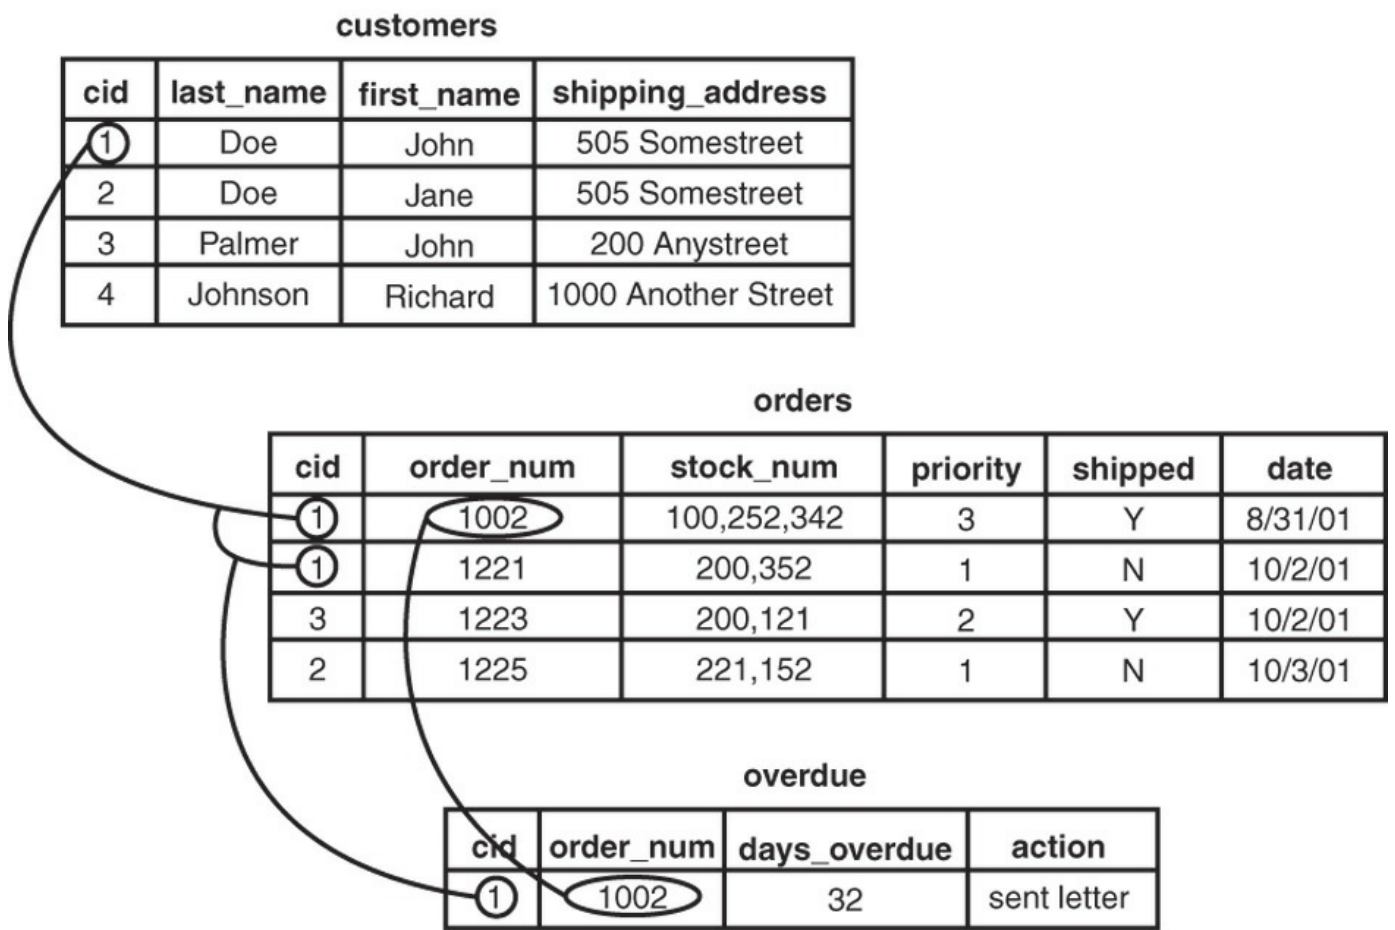 customers
cid last_name first_name shipping_address
1 Doe John 505 Somestreet
2 Doe Jane 505 Somestreet
3 Palmer John 200 Anystreet
4 Johnson Richard 1000 Another Street
orders
cid order_num stock_num priority shipped date
1 1002 100,252,342 3 Y 8/31/01
1 1221 200,352 1 N 10/2/01
3 1223 200,121 2 Y 10/2/01
2 1225 221,152 1 N 10/3/01
overdue
cid order_num days_overdue action
1 1002 32 sent letter